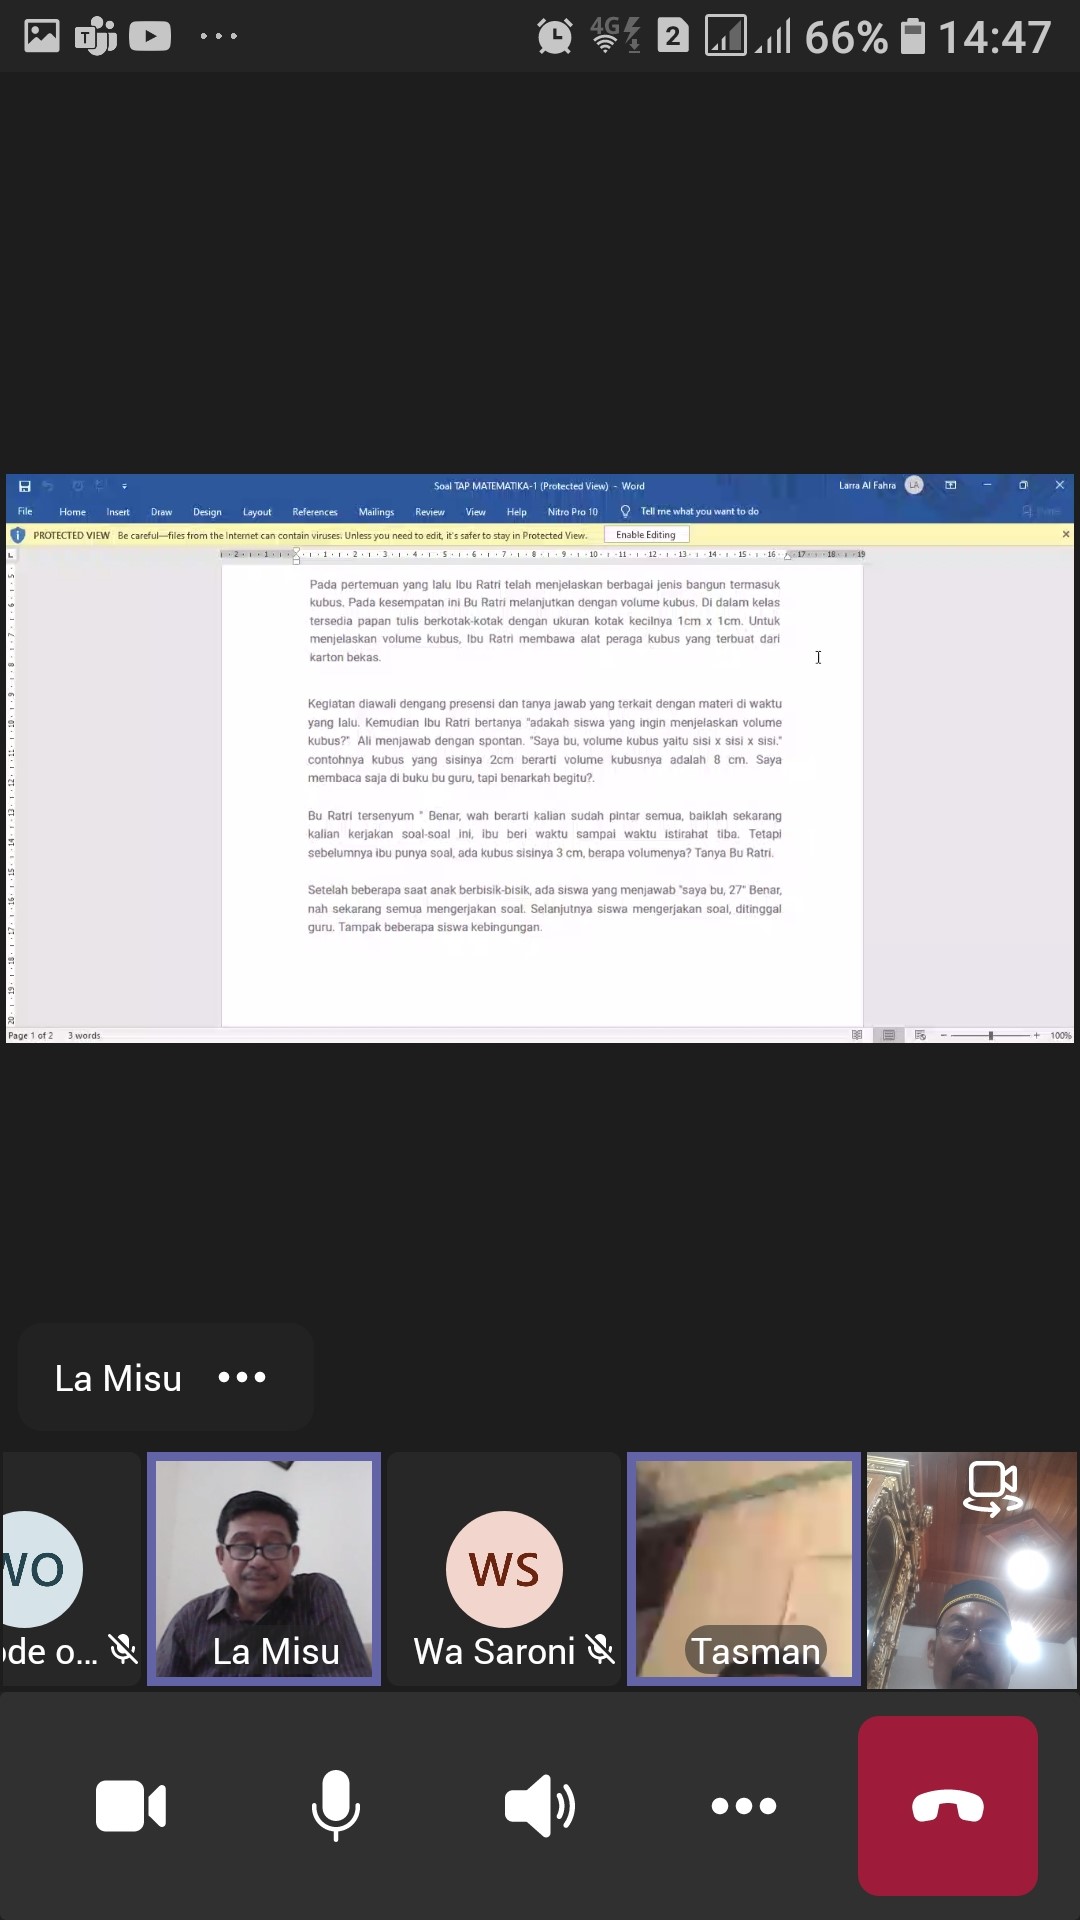 4G 2 66% 14:47
Soal TAP MATEMATIKA-1 (Protected View) - Word
Larra Al Fahra LA
File Home Insert Draw Design Layout References Mailings Review View Help Nitro Pro 10 Tell me what you want to do
PROTECTED VIEW Be careful—files from the Internet can contain viruses. Unless you need to edit, it's safer to stay in Protected View. Enable Editing
Pada pertemuan yang lalu Ibu Ratri telah menjelaskan berbagai jenis bangun termasuk
kubus. Pada kesempatan ini Bu Ratri melanjutkan dengan volume kubus. Di dalam kelas
tersedia papan tulis berkotak-kotak dengan ukuran kotak kecilnya 1cm x 1cm. Untuk
menjelaskan volume kubus, Ibu Ratri membawa alat peraga kubus yang terbuat dari
karton bekas.
Kegiatan diawali dengang presensi dan tanya jawab yang terkait dengan materi di waktu
yang lalu. Kemudian Ibu Ratri bertanya "adakah siswa yang ingin menjelaskan volume
kubus?" Ali menjawab dengan spontan. "Saya bu, volume kubus yaitu sisi x sisi x sisi."
contohnya kubus yang sisinya 2cm berarti volume kubusnya adalah 8 cm. Saya
membaca saja di buku bu guru, tapi benarkah begitu?.
Bu Ratri tersenyum " Benar, wah berarti kalian sudah pintar semua, baiklah sekarang
kalian kerjakan soal-soal ini, ibu beri waktu sampai waktu istirahat tiba. Tetapi
sebelumnya ibu punya soal, ada kubus sisinya 3 cm, berapa volumenya? Tanya Bu Ratri.
Setelah beberapa saat anak berbisik-bisik, ada siswa yang menjawab "saya bu, 27" Benar,
nah sekarang semua mengerjakan soal. Selanjutnya siswa mengerjakan soal, ditinggal
guru. Tampak beberapa siswa kebingungan.
Page 1 of 2 3 words 100%
La Misu
WO WS
de o... La Misu Wa Saroni Tasman